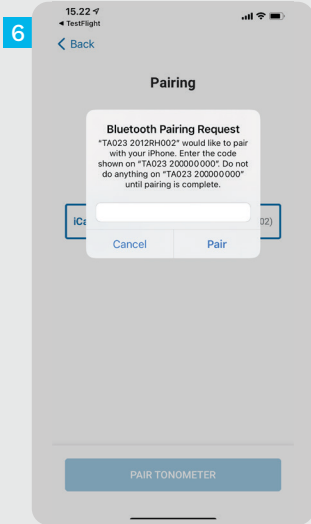 6
15.22
◀ TestFlight
Back
Pairing
Bluetooth Pairing Request
"TA023 2012RH002" would like to pair
with your iPhone. Enter the code
shown on "TA023 200000000". Do not
do anything on "TA023 200000000"
until pairing is complete.
iCa 02)
Cancel Pair
PAIR TONOMETER